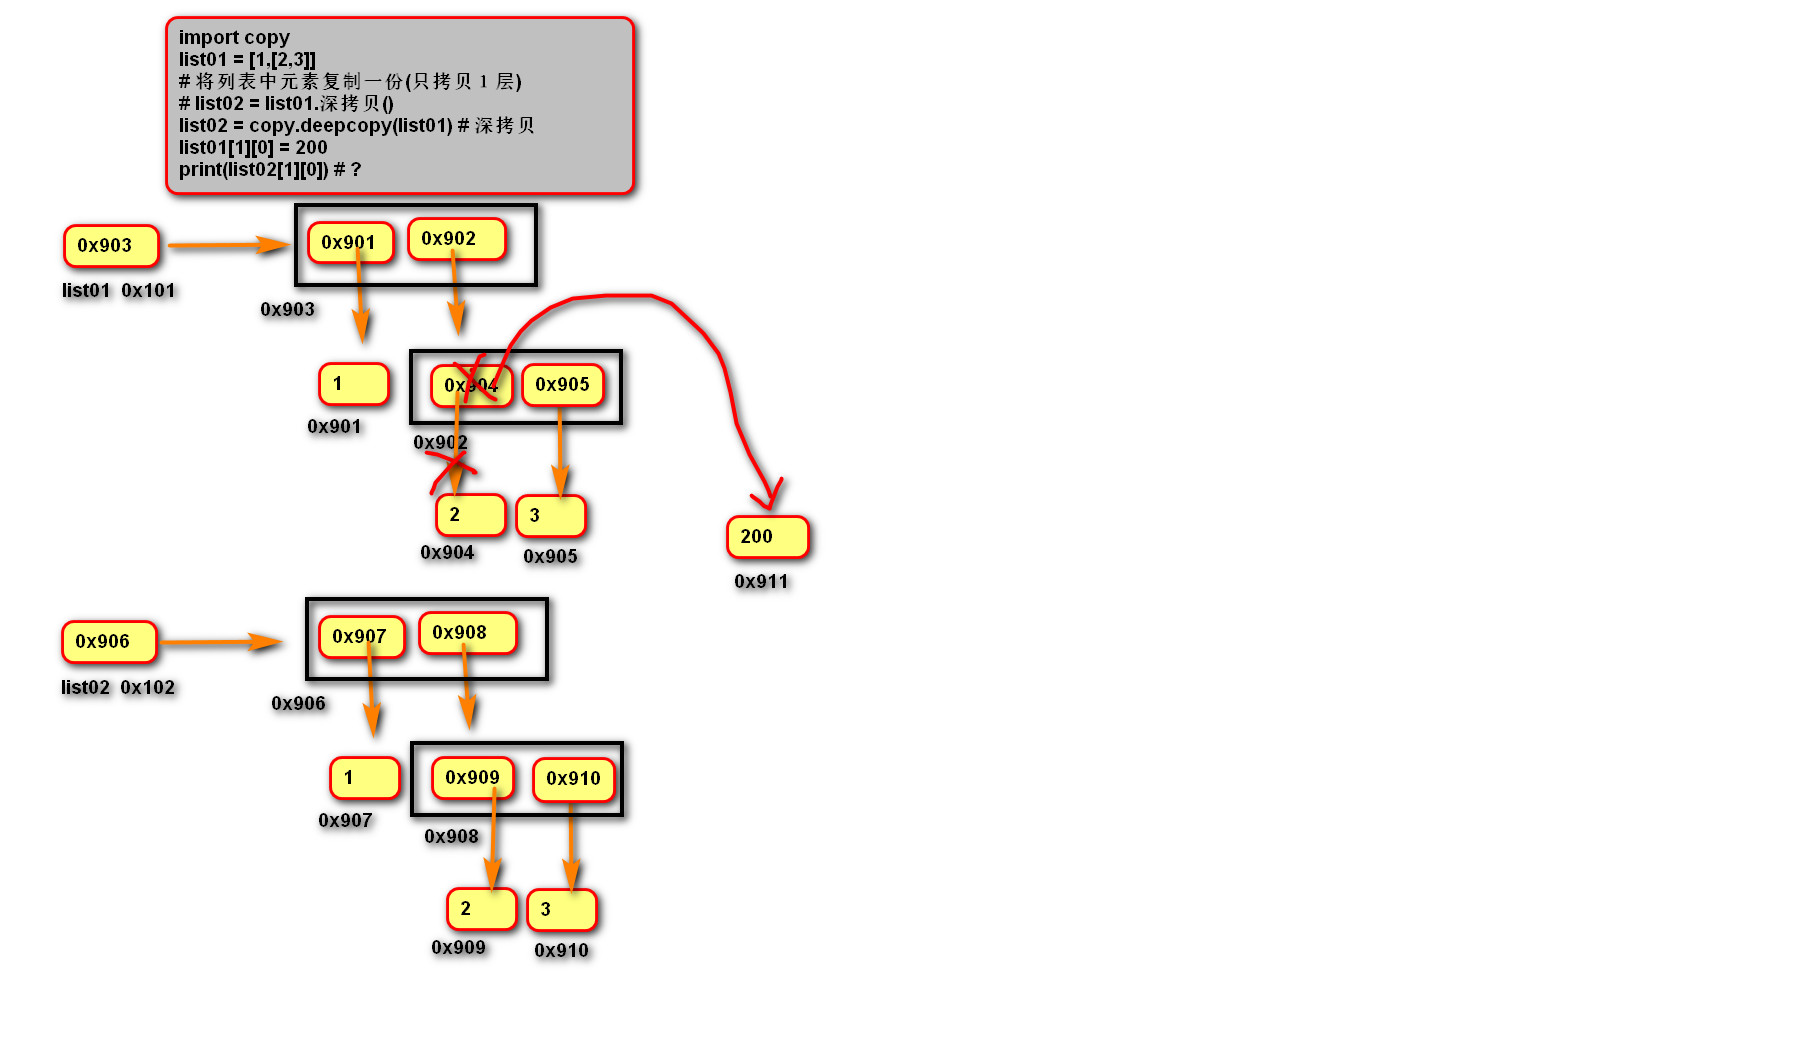 import copy
list01 = [1,[2,3]]
# 将列表中元素复制一份(只拷贝 1 层)
# list02 = list01.深拷贝()
list02 = copy.deepcopy(list01) # 深拷贝
list01[1][0] = 200
print(list02[1][0]) # ?
0x903
0x901
0x902
list01 0x101
0x903
1
0x904
0x905
0x901
0x902
2
3
200
0x904
0x905
0x911
0x906
0x907
0x908
list02 0x102
0x906
1
0x909
0x910
0x907
0x908
2
3
0x909
0x910